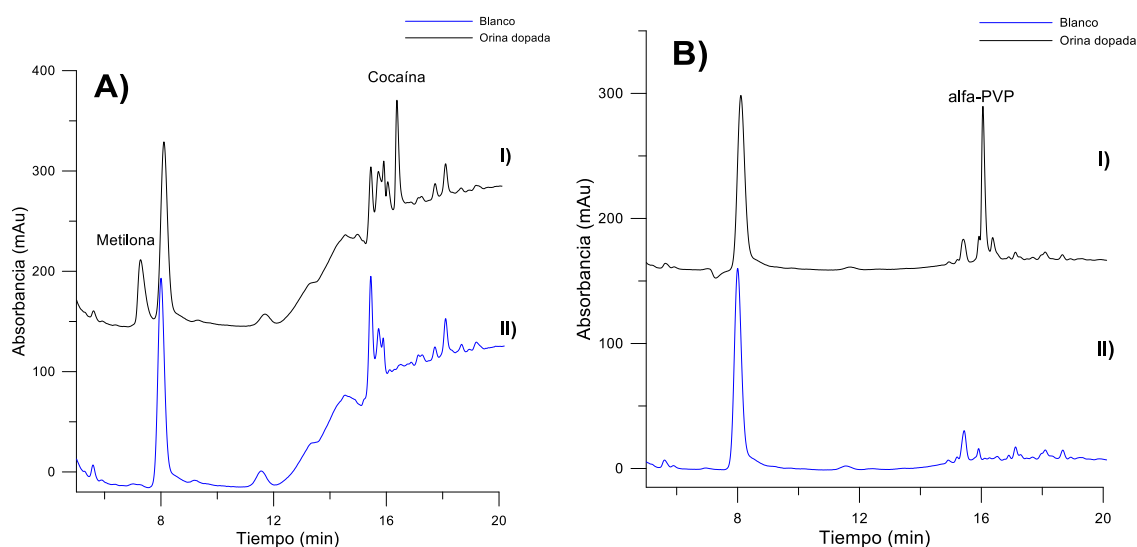 Blanco
Orina dopada
A)
Cocaína
Metilona
I)
II)
400
300
200
100
0
Absorbancia (mAu)
8
12
16
20
Tiempo (min)
Blanco
Orina dopada
B)
alfa-PVP
I)
II)
300
200
100
0
Absorbancia (mAu)
8
12
16
20
Tiempo (min)